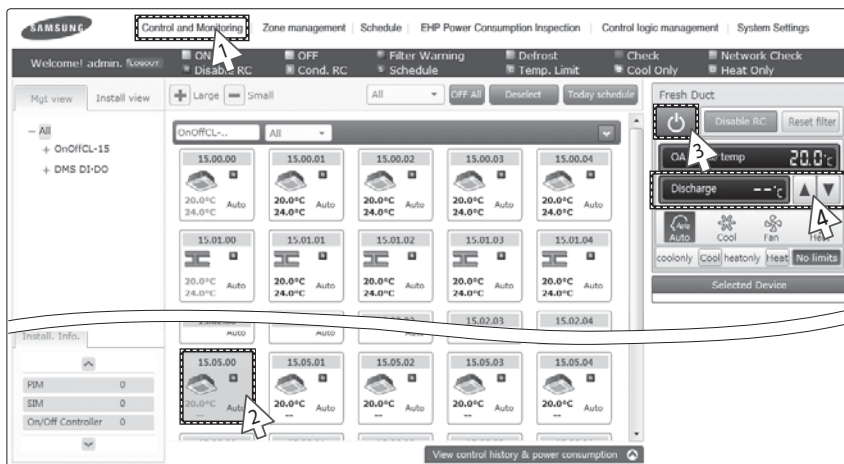 SAMSUNG
Control and Monitoring | Zone management | Schedule | EHP Power Consumption Inspection | Control logic management | System Settings
Welcome! admin. LOGOUT
ON OFF Filter Warning Defrost Check Network Check
Disable RC Cond. RC Schedule Temp. Limit Cool Only Heat Only
Mgt view Install view
Large Small All OFF All Deselect Today schedule
All
OnOffCL-15
DMS DI-DO
OnOffCL-.. All
15.00.00 15.00.01 15.00.02 15.00.03 15.00.04
20.0°C Auto 20.0°C Auto 20.0°C Auto 20.0°C Auto 20.0°C Auto
24.0°C 24.0°C 24.0°C 24.0°C 24.0°C
15.01.00 15.01.01 15.01.02 15.01.03 15.01.04
20.0°C Auto 20.0°C Auto 20.0°C Auto 20.0°C Auto 20.0°C Auto
24.0°C 24.0°C 24.0°C 24.0°C 24.0°C
15.02.03 15.02.04
Auto Auto Auto Auto Auto
15.05.00 15.05.01 15.05.02 15.05.03 15.05.04
20.0°C Auto 20.0°C Auto 20.0°C Auto 20.0°C Auto 20.0°C Auto
-- -- -- -- --
Install. Info.
PIM 0
SIM 0
On/Off Controller 0
View control history & power consumption
Fresh Duct
Disable RC Reset filter
OA temp 20.0°c
Discharge --°c
Auto Cool Fan Heat
coolonly Cool heatonly Heat No limits
Selected Device
1
2
3
4